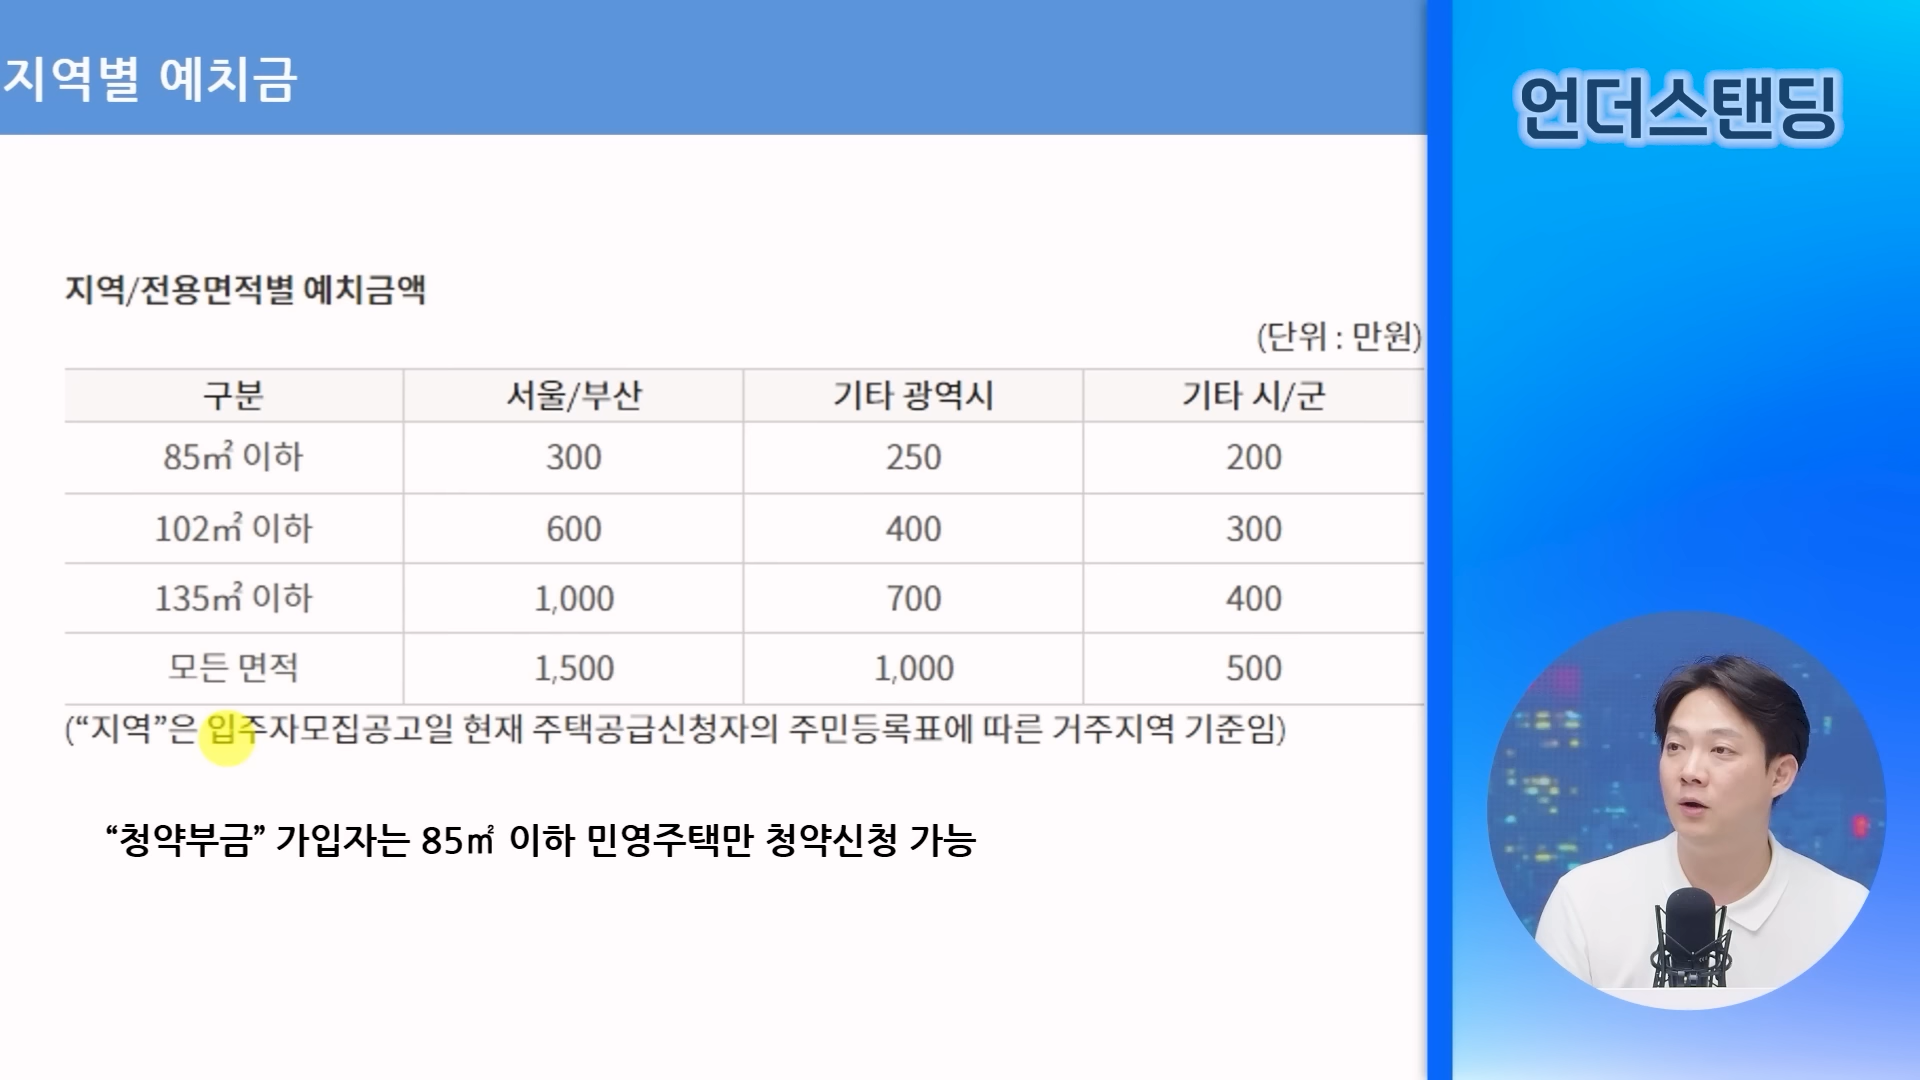 지역별 예치금
언더스탠딩
지역/전용면적별 예치금액
(단위 : 만원)
구분 서울/부산 기타 광역시 기타 시/군
85㎡ 이하 300 250 200
102㎡ 이하 600 400 300
135㎡ 이하 1,000 700 400
모든 면적 1,500 1,000 500
(“지역”은 입주자모집공고일 현재 주택공급신청자의 주민등록표에 따른 거주지역 기준임)
“청약부금” 가입자는 85㎡ 이하 민영주택만 청약신청 가능